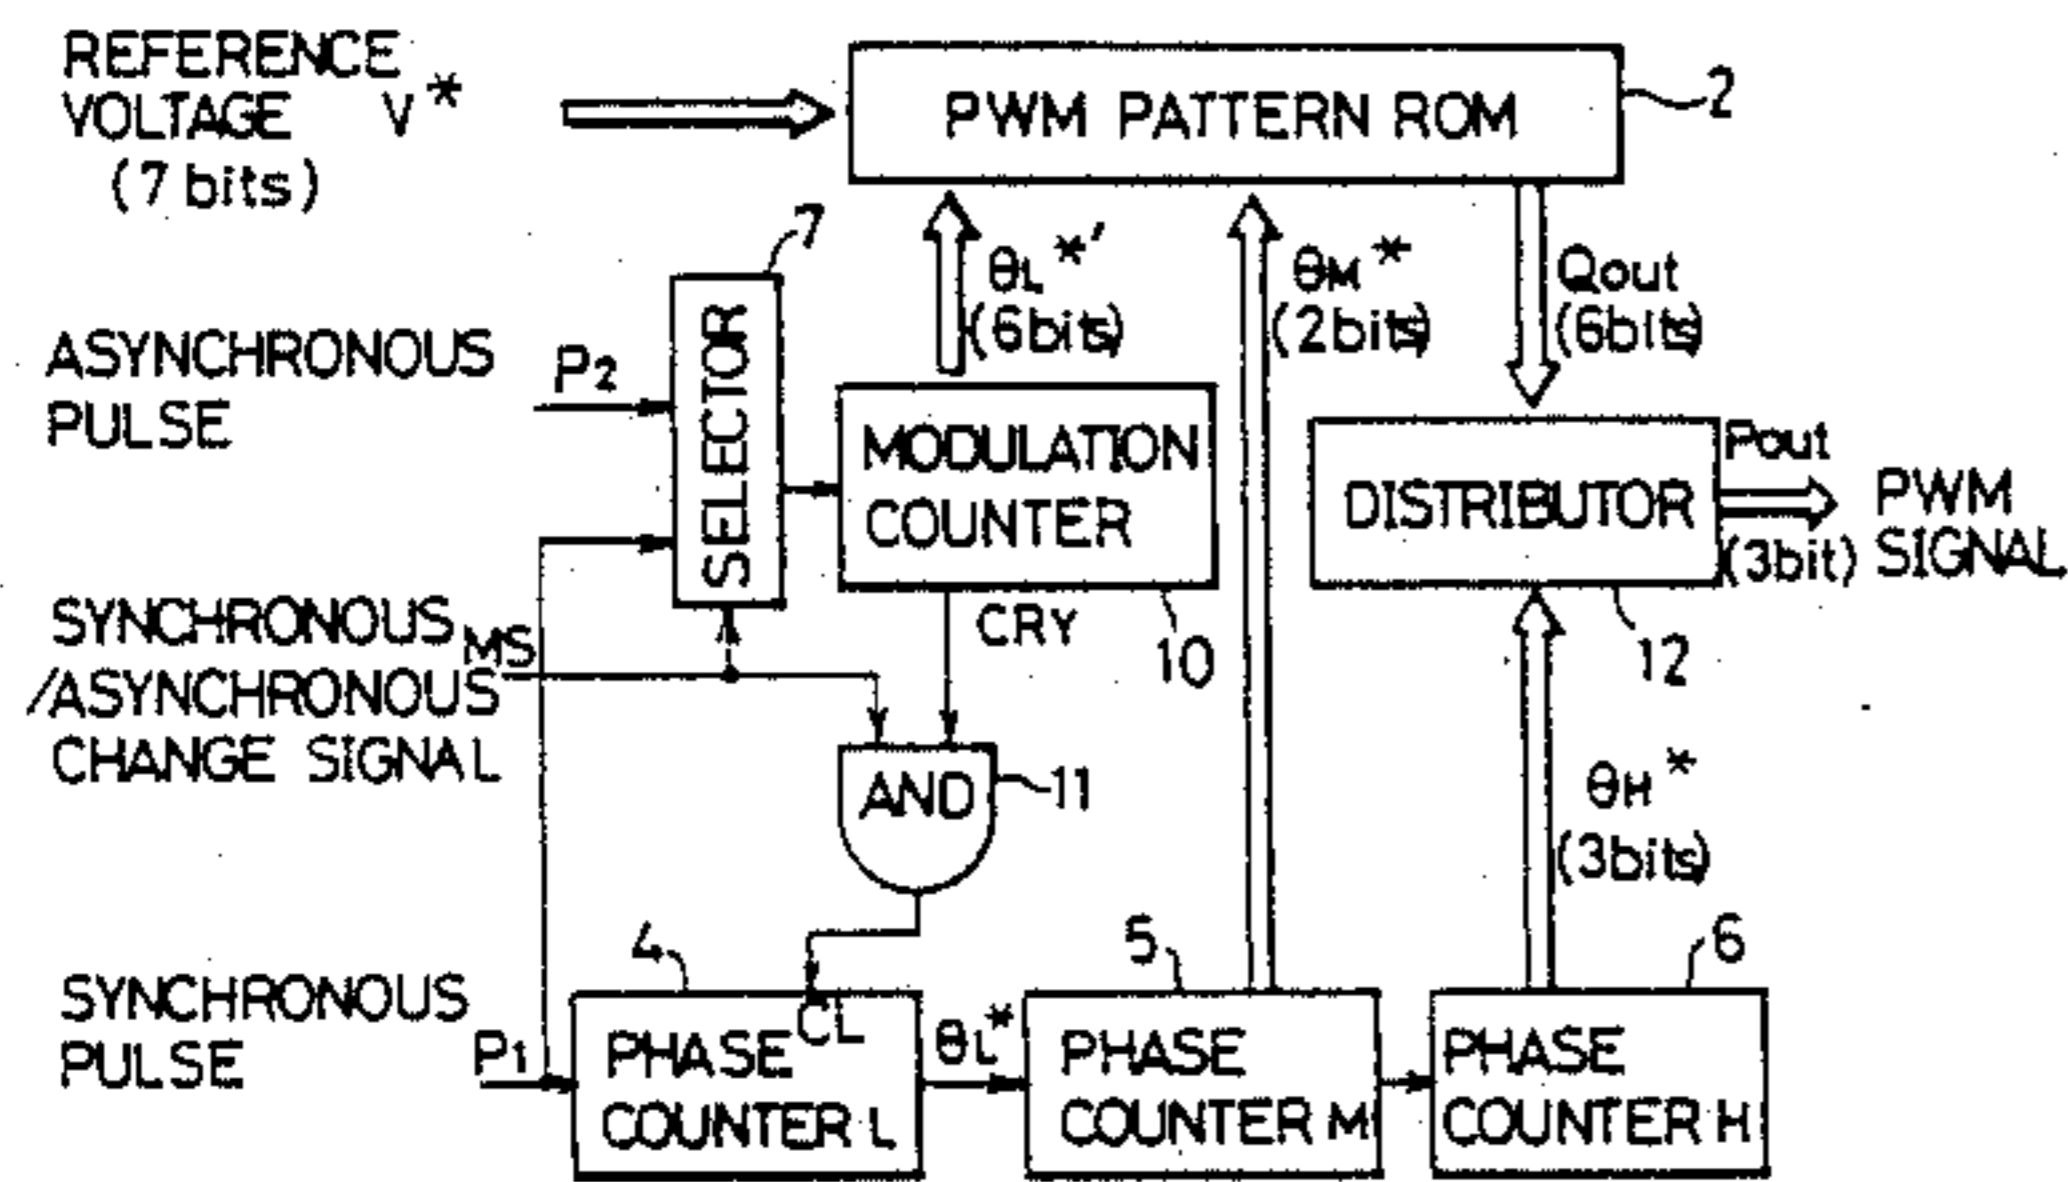 REFERENCE
VOLTAGE V*
(7 bits)
PWM PATTERN ROM
2
7
θL*'
(6bits)
θM*
(2bits)
Qout
(6bits)
ASYNCHRONOUS
PULSE
P2
SELECTOR
MODULATION
COUNTER
10
DISTRIBUTOR
12
Pout
(3bit)
PWM
SIGNAL
SYNCHRONOUS
/ASYNCHRONOUS
CHANGE SIGNAL
MS
CRY
AND
11
θH*
(3bits)
SYNCHRONOUS
PULSE
P1
4
CL
PHASE
COUNTER L
θL*
5
PHASE
COUNTER M
6
PHASE
COUNTER H